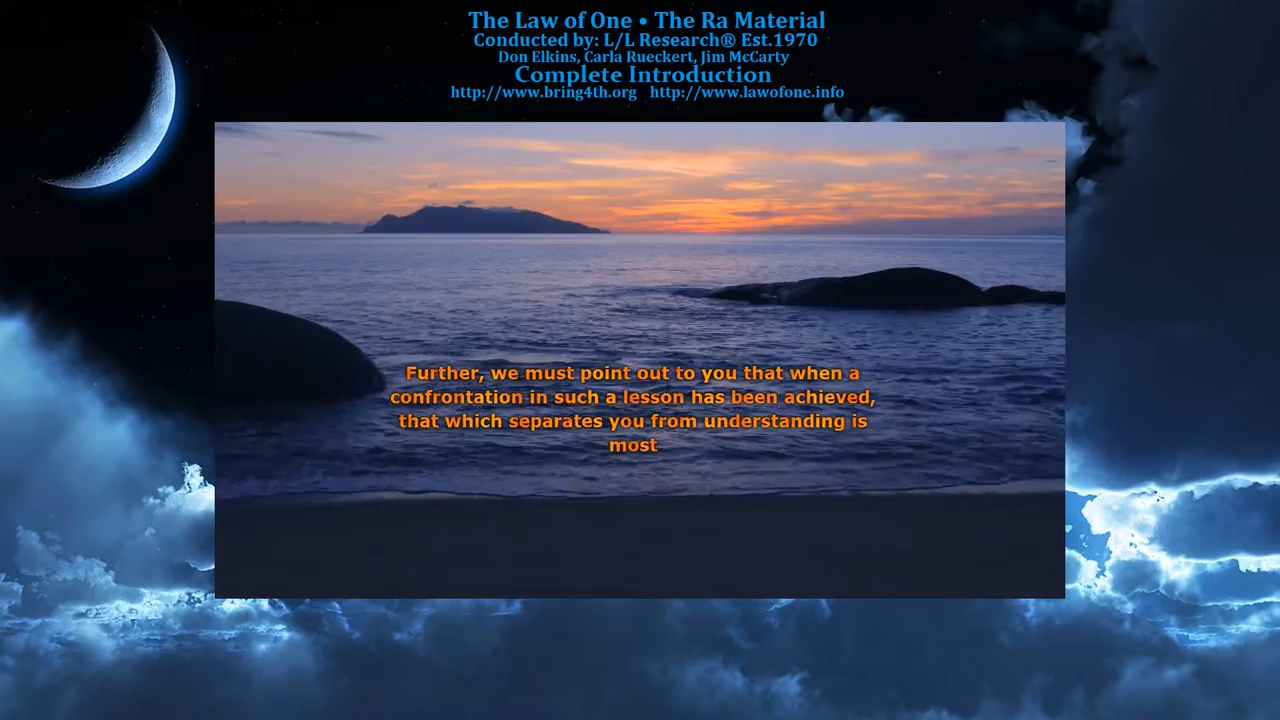 The Law of One • The Ra Material
Conducted by: L/L Research® Est.1970
Don Elkins, Carla Rueckert, Jim McCarty
Complete Introduction
http://www.bring4th.org http://www.lawofone.info
Further, we must point out to you that when a
confrontation in such a lesson has been achieved,
that which separates you from understanding is
most